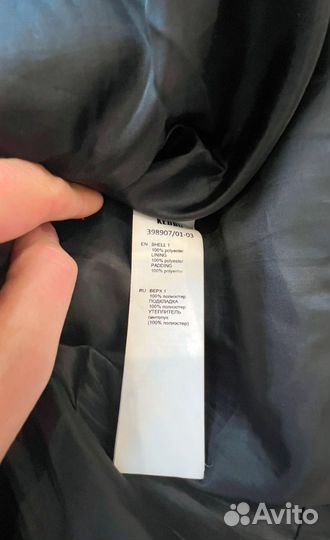 398907/01-03
EN SHELL 1
100% polyester
LINING
100% polyester
PADDING
100% polyester
RU ВЕРХ 1
100% полиэстер
ПОДКЛАДКА
100% полиэстер
УТЕПЛИТЕЛЬ
(100% полиэстер)
Avito